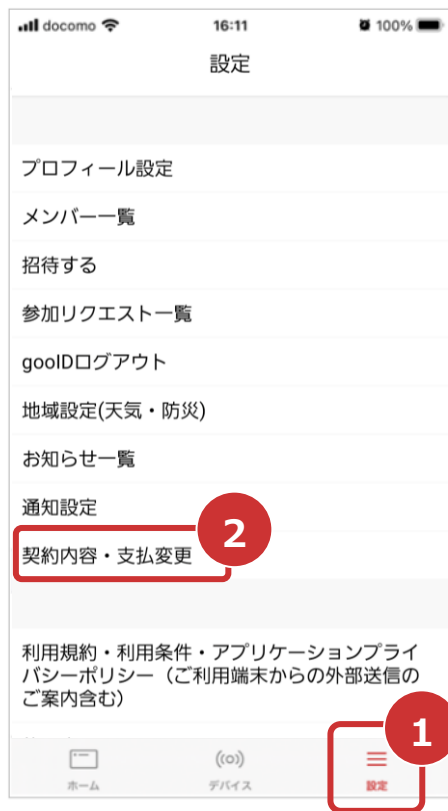 docomo 16:11 100%
設定
プロフィール設定
メンバー一覧
招待する
参加リクエスト一覧
gooIDログアウト
地域設定(天気・防災)
お知らせ一覧
通知設定
2
契約内容・支払変更
利用規約・利用条件・アプリケーションプライ
バシーポリシー（ご利用端末からの外部送信の
ご案内含む）
1
ホーム デバイス 設定